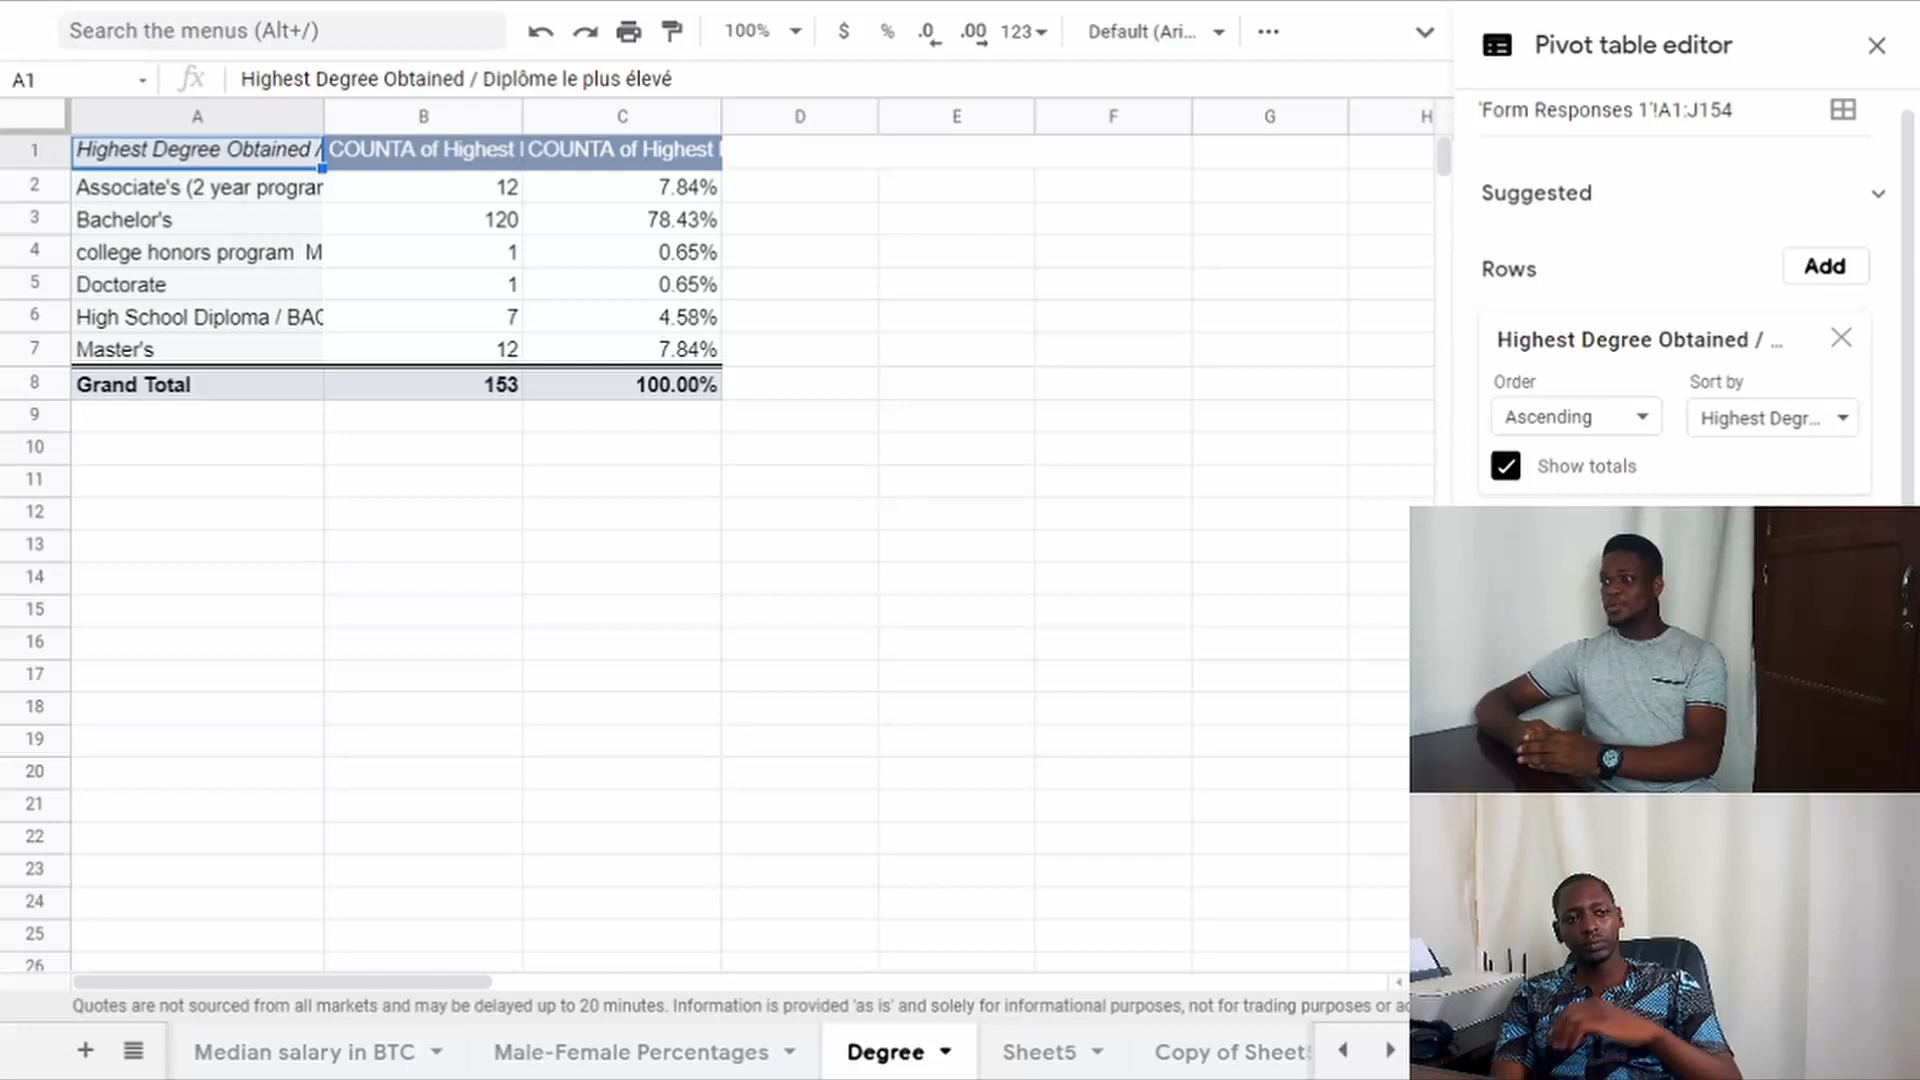 Search the menus (Alt+/)
100%
$ % .0 .00 123
Default (Ari...
A1
fx
Highest Degree Obtained / Diplôme le plus élevé
A B C D E F G H
1 Highest Degree Obtained / COUNTA of Highest COUNTA of Highest
2 Associate's (2 year prograr 12 7.84%
3 Bachelor's 120 78.43%
4 college honors program M 1 0.65%
5 Doctorate 1 0.65%
6 High School Diploma / BAC 7 4.58%
7 Master's 12 7.84%
8 Grand Total 153 100.00%
9
10
11
12
13
14
15
16
17
18
19
20
21
22
23
24
25
26
Quotes are not sourced from all markets and may be delayed up to 20 minutes. Information is provided 'as is' and solely for informational purposes, not for trading purposes or ac
+ Median salary in BTC Male-Female Percentages Degree Sheet5 Copy of Sheet
Pivot table editor
'Form Responses 1'!A1:J154
Suggested
Rows Add
Highest Degree Obtained / ...
Order Sort by
Ascending Highest Degr...
Show totals